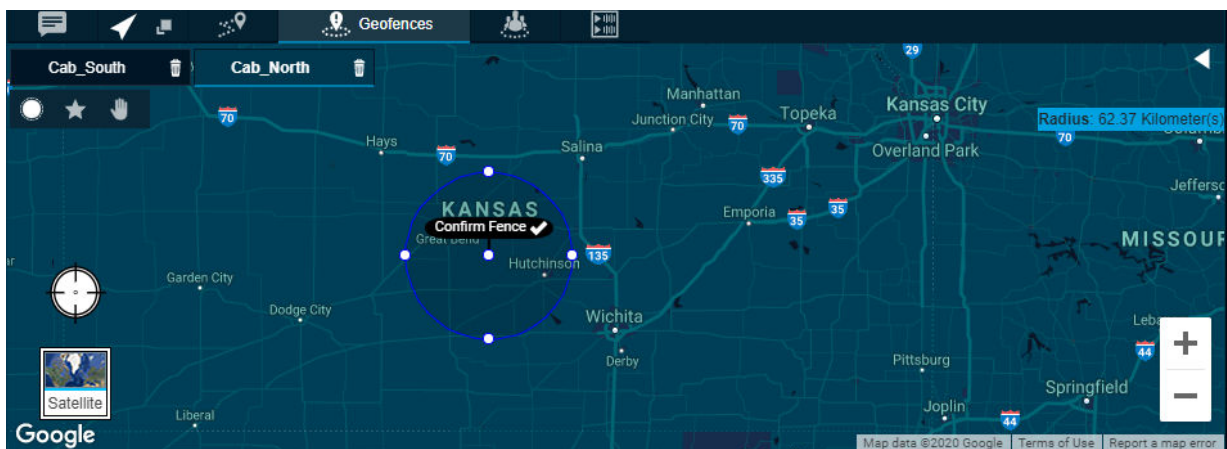 Geofences
Cab_South
Cab_North
29
Manhattan
Kansas City
Junction City
70
Topeka
Radius: 62.37 Kilometer(s)
70
70
Hays
70
Salina
Overland Park
335
Jeffersc
KANSAS
Emporia
35
35
Confirm Fence
Great Bend
MISSOUR
135
Hutchinson
Garden City
Dodge City
Wichita
Leba
44
Derby
Pittsburg
Springfield
Satellite
Liberal
Joplin
44
Google
Map data ©2020 Google
Terms of Use
Report a map error